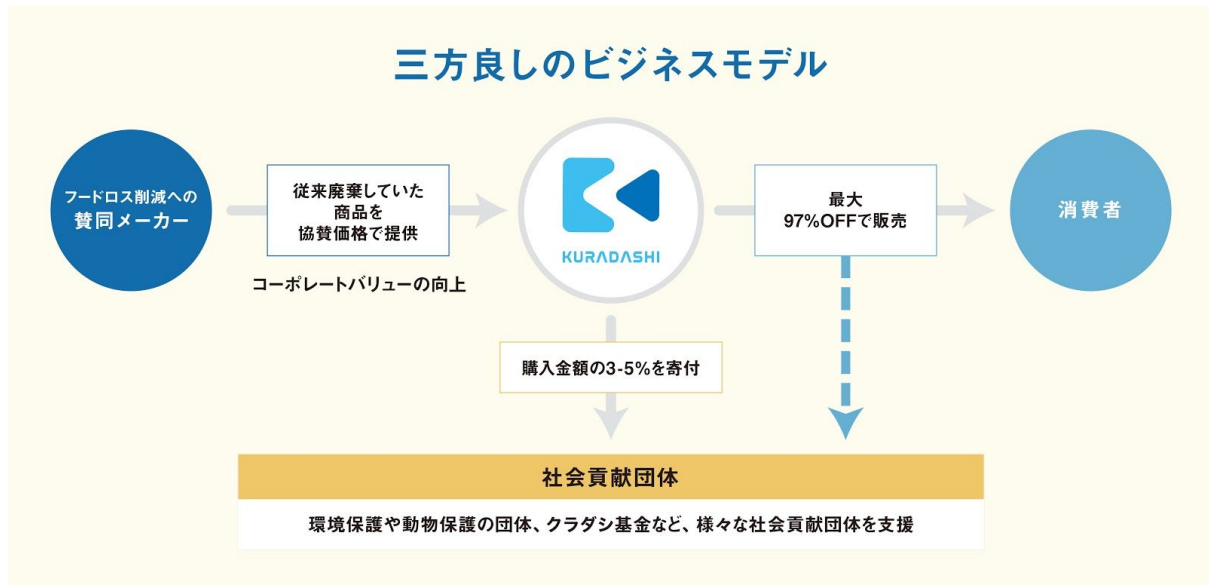 三方良しのビジネスモデル
フードロス削減への
賛同メーカー
従来廃棄していた
商品を
協賛価格で提供
コーポレートバリューの向上
KURADASHI
最大
97%OFFで販売
消費者
購入金額の3-5%を寄付
社会貢献団体
環境保護や動物保護の団体、クラダシ基金など、様々な社会貢献団体を支援